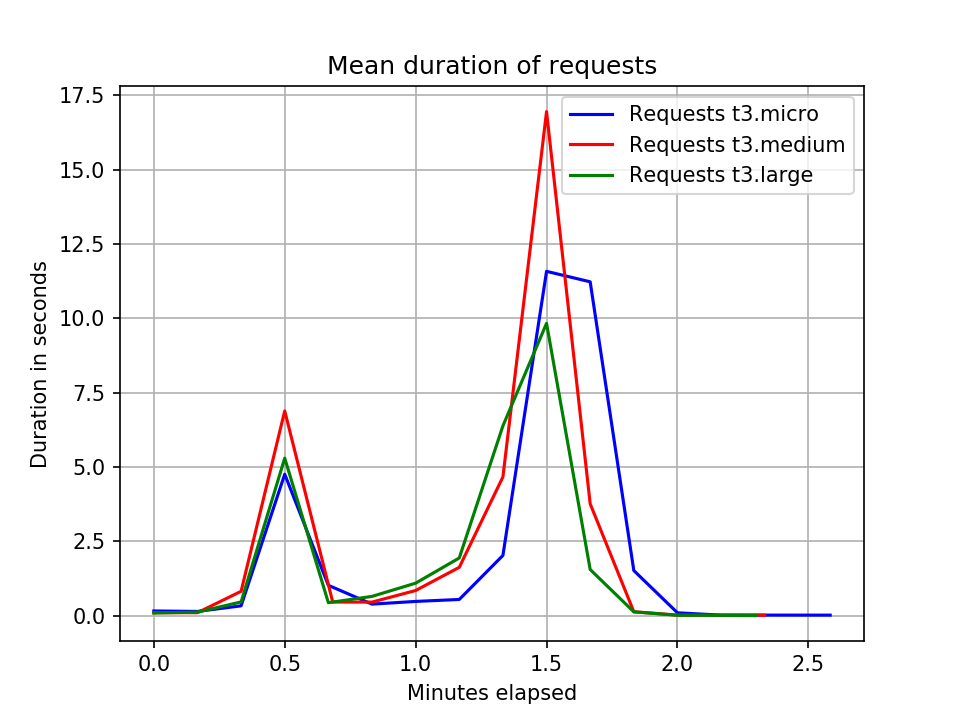 Mean duration of requests
17.5
15.0
12.5
10.0
7.5
5.0
2.5
0.0
Duration in seconds
Requests t3.micro
Requests t3.medium
Requests t3.large
0.0 0.5 1.0 1.5 2.0 2.5
Minutes elapsed